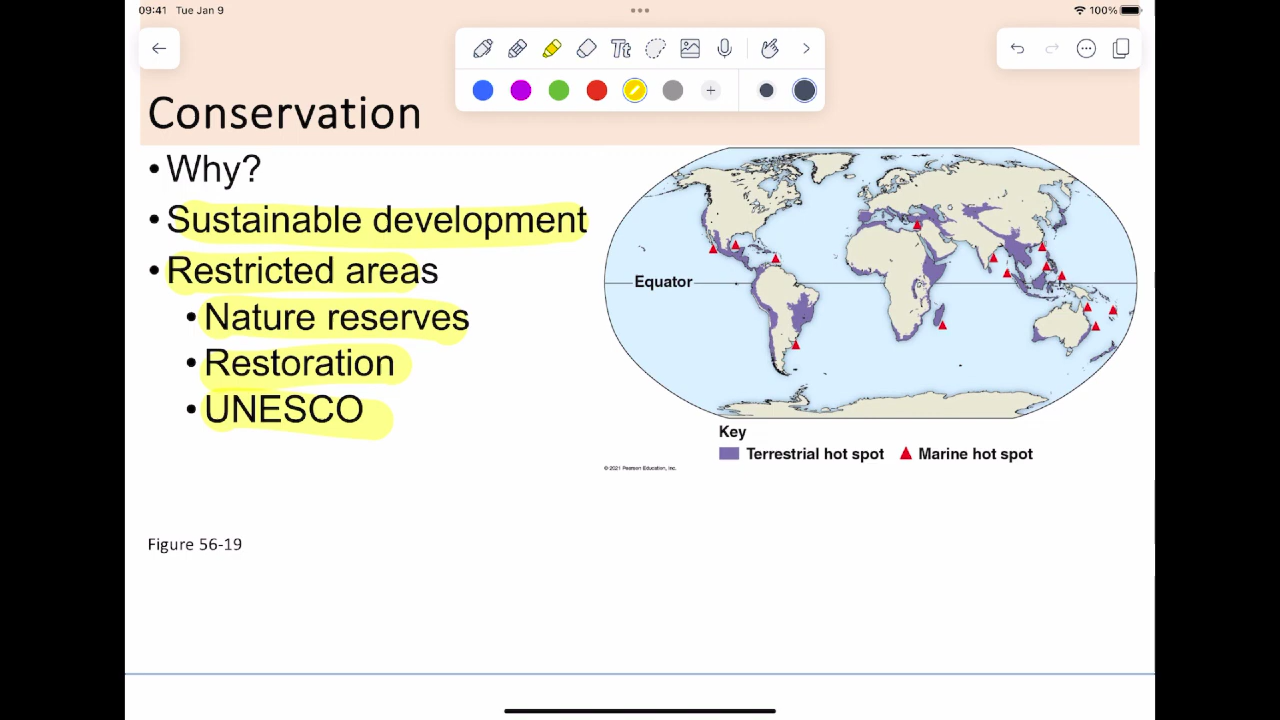 09:41 Tue Jan 9
100%
Tt
Conservation
•Why?
•Sustainable development
•Restricted areas
•Nature reserves
•Restoration
•UNESCO
Equator
Key
Terrestrial hot spot
Marine hot spot
© 2021 Pearson Education, Inc.
Figure 56-19